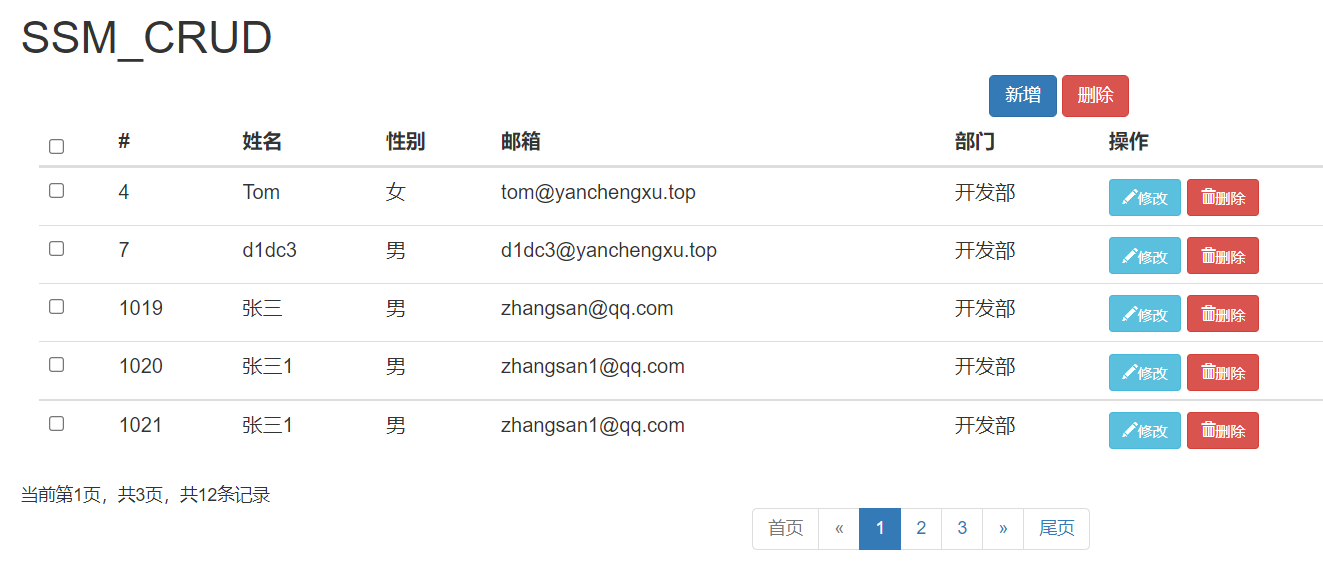 SSM_CRUD
新增 删除
# 姓名 性别 邮箱 部门 操作
4 Tom 女 tom@yanchengxu.top 开发部 修改 删除
7 d1dc3 男 d1dc3@yanchengxu.top 开发部 修改 删除
1019 张三 男 zhangsan@qq.com 开发部 修改 删除
1020 张三1 男 zhangsan1@qq.com 开发部 修改 删除
1021 张三1 男 zhangsan1@qq.com 开发部 修改 删除
当前第1页，共3页，共12条记录
首页 « 1 2 3 » 尾页